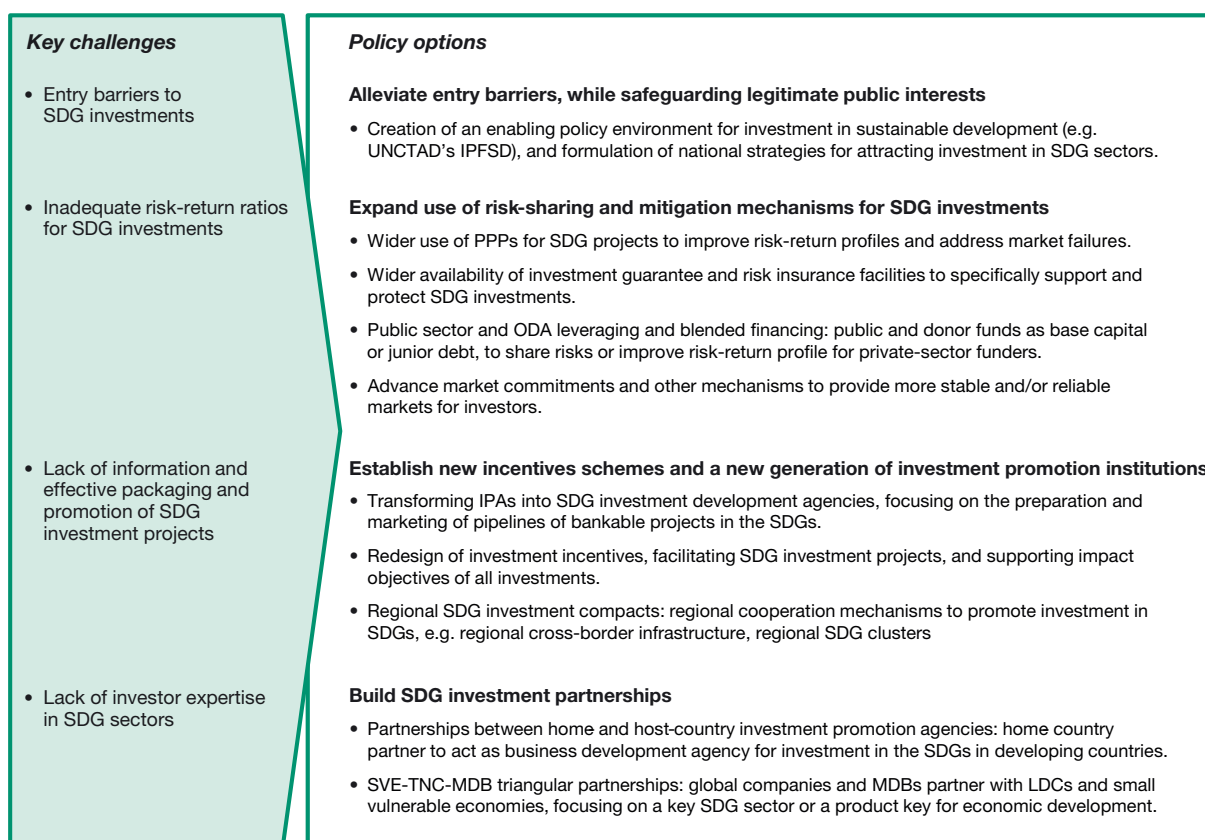 Key challenges
Policy options
• Entry barriers to
SDG investments
Alleviate entry barriers, while safeguarding legitimate public interests
• Creation of an enabling policy environment for investment in sustainable development (e.g.
UNCTAD's IPFSD), and formulation of national strategies for attracting investment in SDG sectors.
• Inadequate risk-return ratios
for SDG investments
Expand use of risk-sharing and mitigation mechanisms for SDG investments
• Wider use of PPPs for SDG projects to improve risk-return profiles and address market failures.
• Wider availability of investment guarantee and risk insurance facilities to specifically support and
protect SDG investments.
• Public sector and ODA leveraging and blended financing: public and donor funds as base capital
or junior debt, to share risks or improve risk-return profile for private-sector funders.
• Advance market commitments and other mechanisms to provide more stable and/or reliable
markets for investors.
• Lack of information and
effective packaging and
promotion of SDG
investment projects
Establish new incentives schemes and a new generation of investment promotion institutions
• Transforming IPAs into SDG investment development agencies, focusing on the preparation and
marketing of pipelines of bankable projects in the SDGs.
• Redesign of investment incentives, facilitating SDG investment projects, and supporting impact
objectives of all investments.
• Regional SDG investment compacts: regional cooperation mechanisms to promote investment in
SDGs, e.g. regional cross-border infrastructure, regional SDG clusters
• Lack of investor expertise
in SDG sectors
Build SDG investment partnerships
• Partnerships between home and host-country investment promotion agencies: home country
partner to act as business development agency for investment in the SDGs in developing countries.
• SVE-TNC-MDB triangular partnerships: global companies and MDBs partner with LDCs and small
vulnerable economies, focusing on a key SDG sector or a product key for economic development.